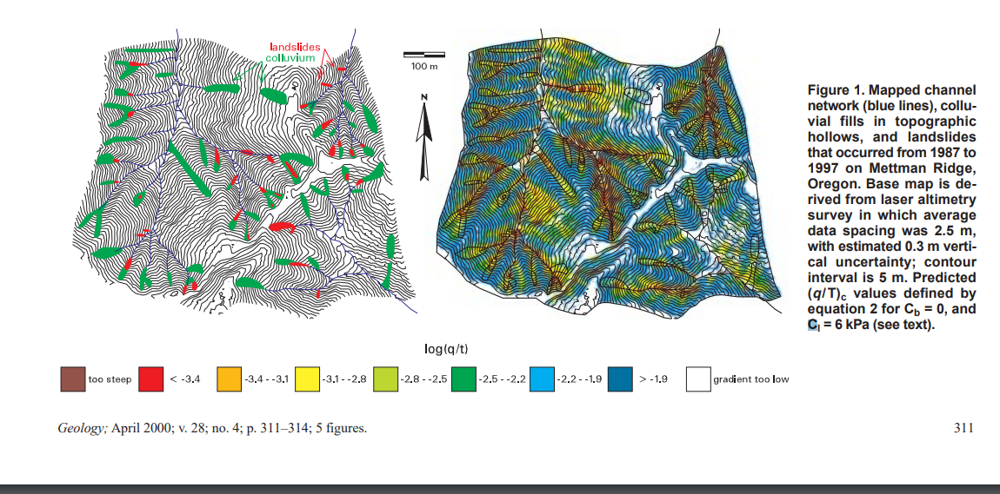 landslides
colluvium
100 m
N
Figure 1. Mapped channel
network (blue lines), collu-
vial fills in topographic
hollows, and landslides
that occurred from 1987 to
1997 on Mettman Ridge,
Oregon. Base map is de-
rived from laser altimetry
survey in which average
data spacing was 2.5 m,
with estimated 0.3 m verti-
cal uncertainty; contour
interval is 5 m. Predicted
(q/T)c values defined by
equation 2 for Cb = 0, and
Cl = 6 kPa (see text).
log(q/t)
too steep
< -3.4
-3.4 - -3.1
-3.1 - -2.8
-2.8 - -2.5
-2.5 - -2.2
-2.2 - -1.9
> -1.9
gradient too low
Geology; April 2000; v. 28; no. 4; p. 311–314; 5 figures.
311